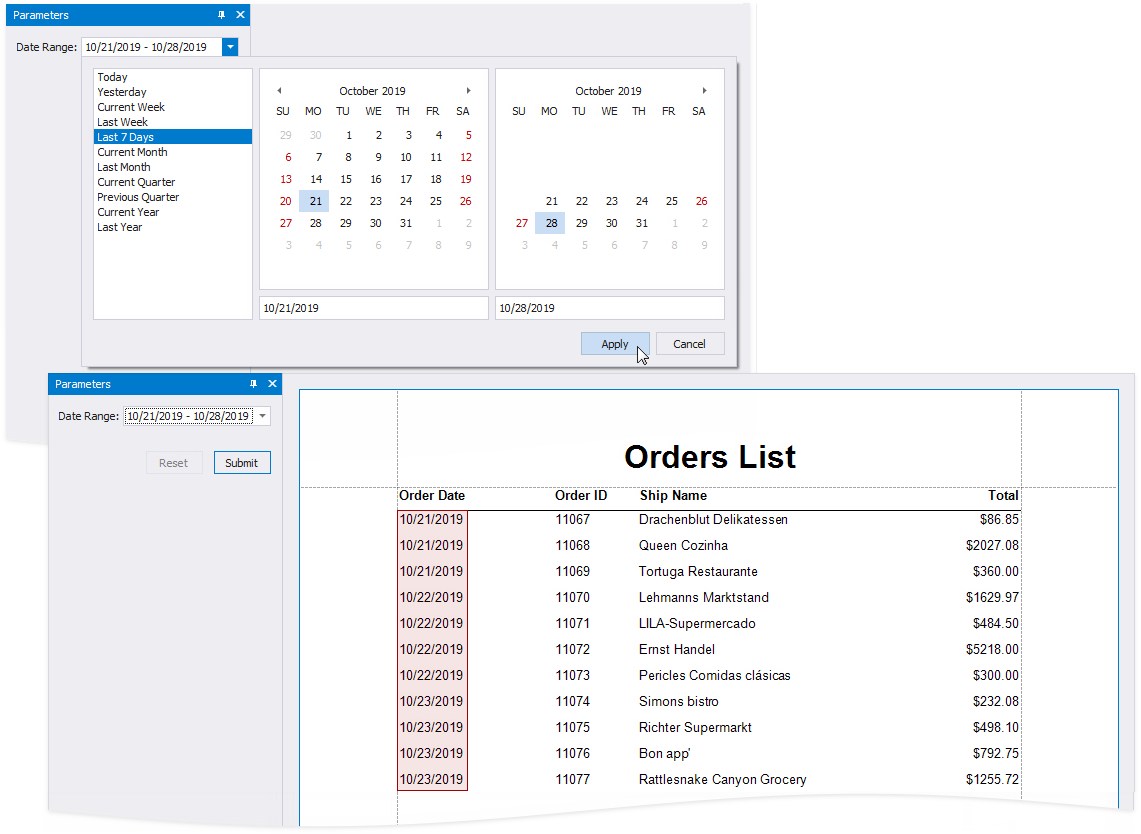 Parameters
Date Range: 10/21/2019 - 10/28/2019
Today
Yesterday
Current Week
Last Week
Last 7 Days
Current Month
Last Month
Current Quarter
Previous Quarter
Current Year
Last Year
October 2019
SU MO TU WE TH FR SA
29 30 1 2 3 4 5
6 7 8 9 10 11 12
13 14 15 16 17 18 19
20 21 22 23 24 25 26
27 28 29 30 31 1 2
3 4 5 6 7 8 9
10/21/2019
October 2019
SU MO TU WE TH FR SA
21 22 23 24 25 26
27 28 29 30 31 1 2
3 4 5 6 7 8 9
10/28/2019
Apply Cancel
Parameters
Date Range: 10/21/2019 - 10/28/2019
Reset Submit
Orders List
Order Date Order ID Ship Name Total
10/21/2019 11067 Drachenblut Delikatessen $86.85
10/21/2019 11068 Queen Cozinha $2027.08
10/21/2019 11069 Tortuga Restaurante $360.00
10/22/2019 11070 Lehmanns Marktstand $1629.97
10/22/2019 11071 LILA-Supermercado $484.50
10/22/2019 11072 Ernst Handel $5218.00
10/22/2019 11073 Pericles Comidas clásicas $300.00
10/23/2019 11074 Simons bistro $232.08
10/23/2019 11075 Richter Supermarkt $498.10
10/23/2019 11076 Bon app' $792.75
10/23/2019 11077 Rattlesnake Canyon Grocery $1255.72